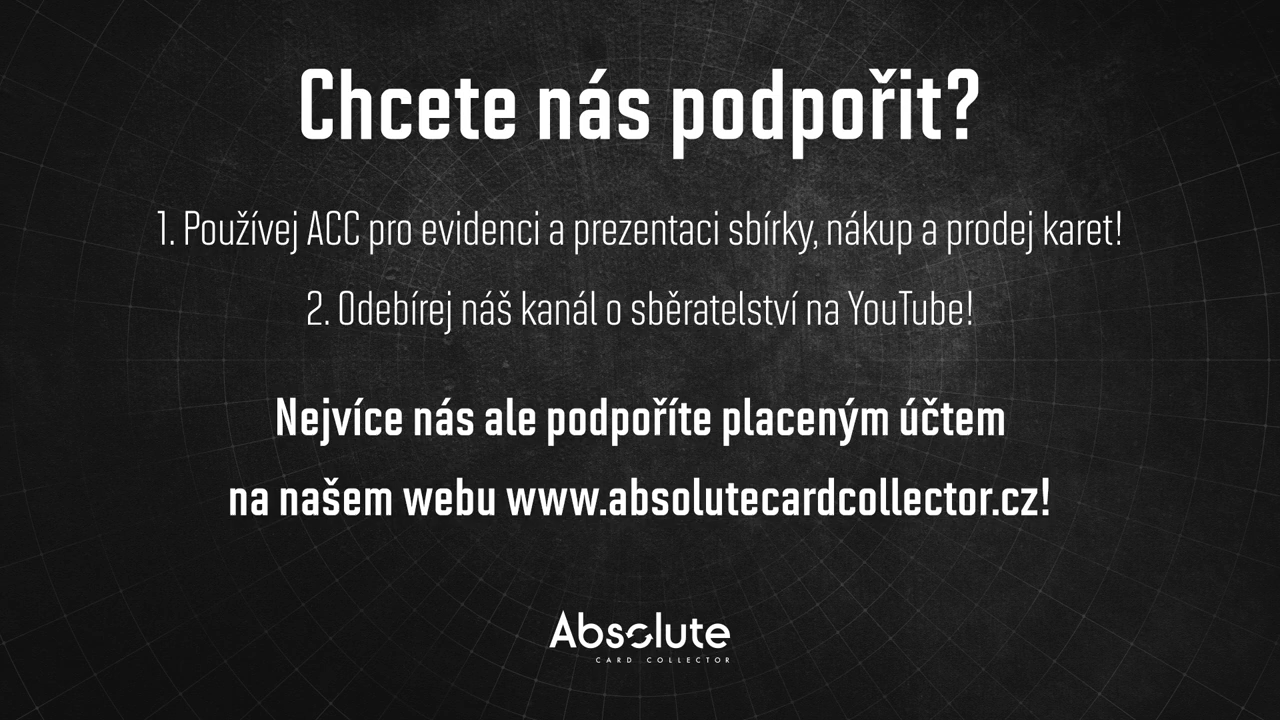 Chcete nás podpořit?
1. Používej ACC pro evidenci a prezentaci sbírky, nákup a prodej karet!
2. Odebírej náš kanál o sběratelství na YouTube!
Nejvíce nás ale podpoříte placeným účtem
na našem webu www.absolutecardcollector.cz!
Absolute
CARD COLLECTOR